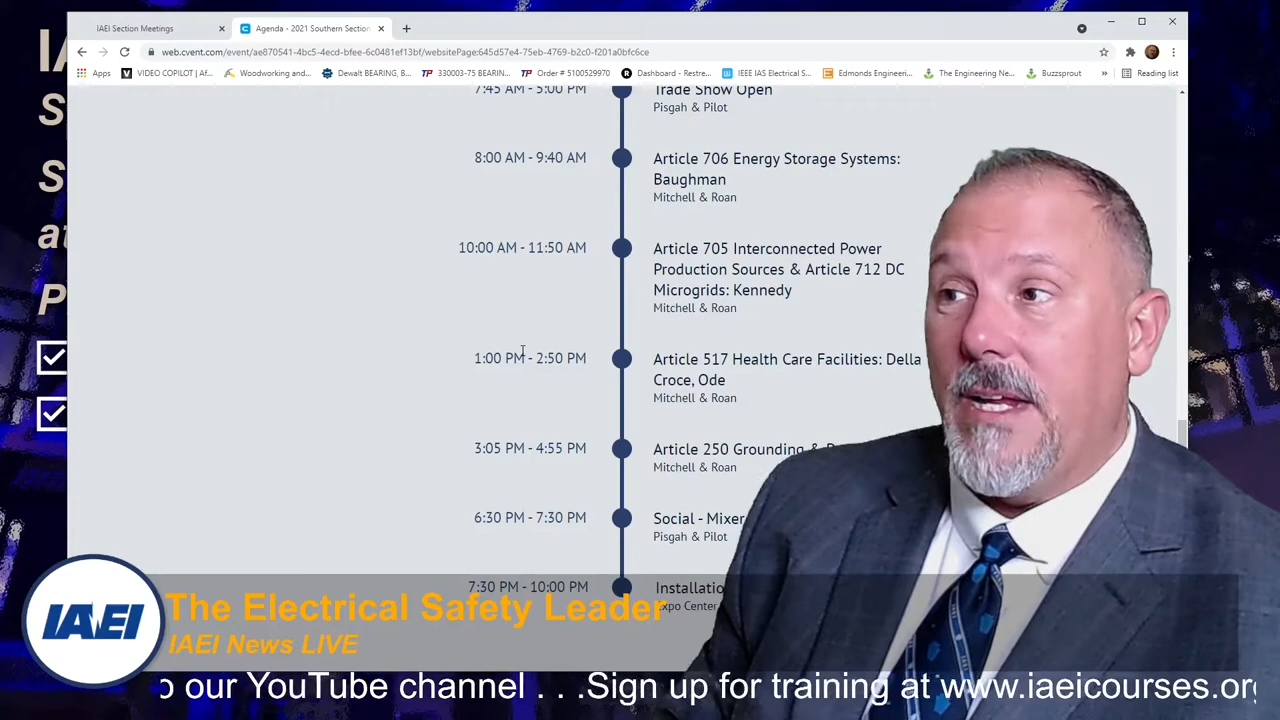 IAEI Section Meetings
Agenda - 2021 Southern Section
web.cvent.com/event/ae870541-4bc5-4ecd-bfee-6c0481ef13bf/websitePage:645d57e4-75eb-4769-b2c0-f201a0bfc6ce
Apps VIDEO COPILOT | Af... Woodworking and... Dewalt BEARING, B... 330003-75 BEARIN... Order # 5100529970 Dashboard - Restre... IEEE IAS Electrical S... Edmonds Engineeri... The Engineering Ne... Buzzsprout » Reading list
7:45 AM - 5:00 PM
Trade Show Open
Pisgah & Pilot
8:00 AM - 9:40 AM
Article 706 Energy Storage Systems:
Baughman
Mitchell & Roan
10:00 AM - 11:50 AM
Article 705 Interconnected Power
Production Sources & Article 712 DC
Microgrids: Kennedy
Mitchell & Roan
1:00 PM - 2:50 PM
Article 517 Health Care Facilities: Della
Croce, Ode
Mitchell & Roan
3:05 PM - 4:55 PM
Article 250 Grounding &
Mitchell & Roan
6:30 PM - 7:30 PM
Social - Mixer
Pisgah & Pilot
7:30 PM - 10:00 PM
Installatio
Expo Center
IAEI
The Electrical Safety Leader
IAEI News LIVE
our YouTube channel . . .Sign up for training at www.iaeicourses.org